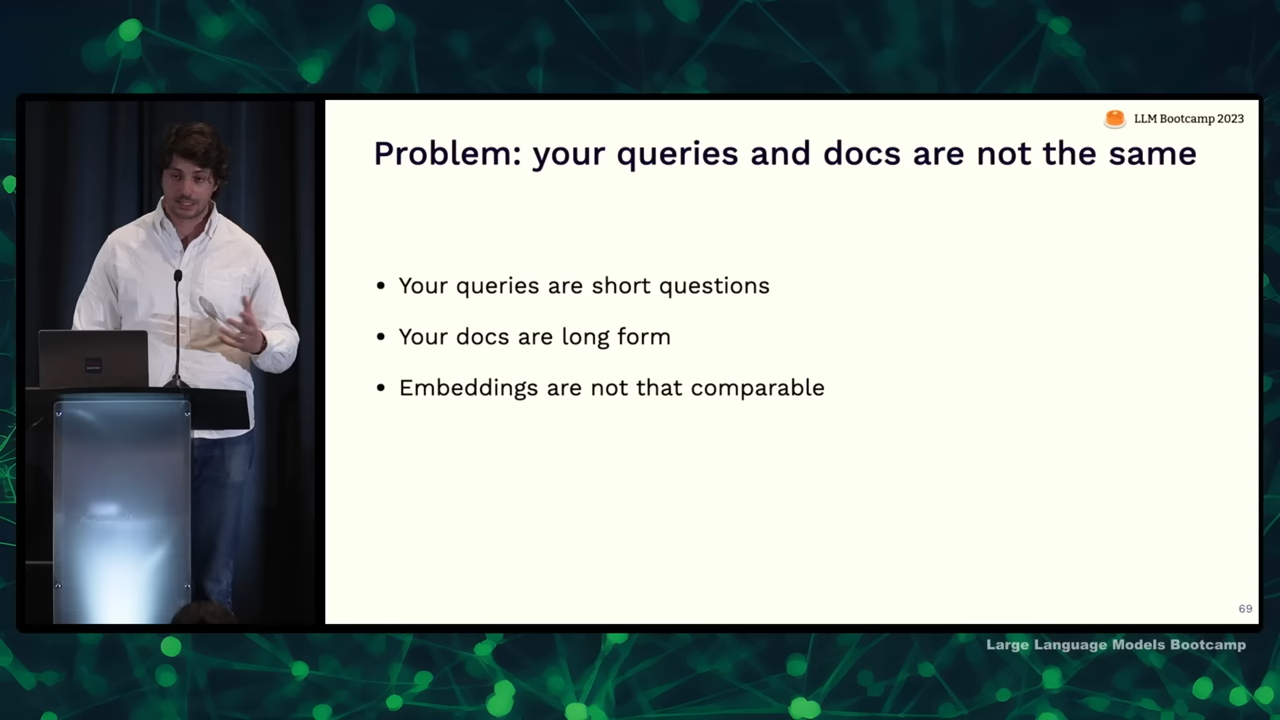 LLM Bootcamp 2023
Problem: your queries and docs are not the same
• Your queries are short questions
• Your docs are long form
• Embeddings are not that comparable
69
Large Language Models Bootcamp